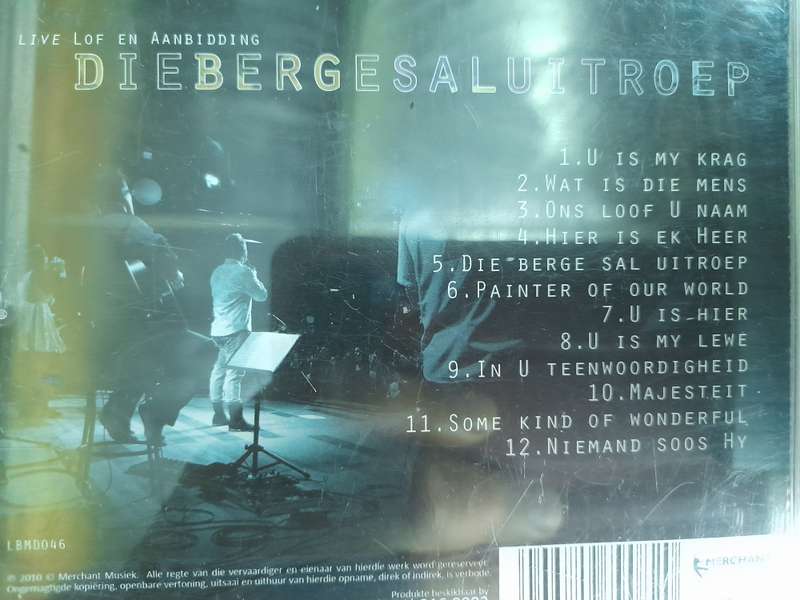 LIVE LOF EN AANBIDDING
DIEBERGESALUITROEP
1.U IS MY KRAG
2.WAT IS DIE MENS
3.ONS LOOF U NAAM
4.HIER IS EK HEER
5.DIE BERGE SAL UITROEP
6.PAINTER OF OUR WORLD
7.U IS HIER
8.U IS MY LEWE
9.IN U TEENWOORDIGHEID
10.MAJESTEIT
11.SOME KIND OF WONDERFUL
12.NIEMAND SOOS HY
LBMD046
℗ 2010 © Merchant Musiek. Alle regte van die vervaardiger en eienaar van hierdie werk word gereserveer.
Ongemagtigde kopiëring, openbare vertoning, uitsaai en uithuur van hierdie opname, direk of indirek, is verbode.
Produkte beskikbaar by
MERCHANT